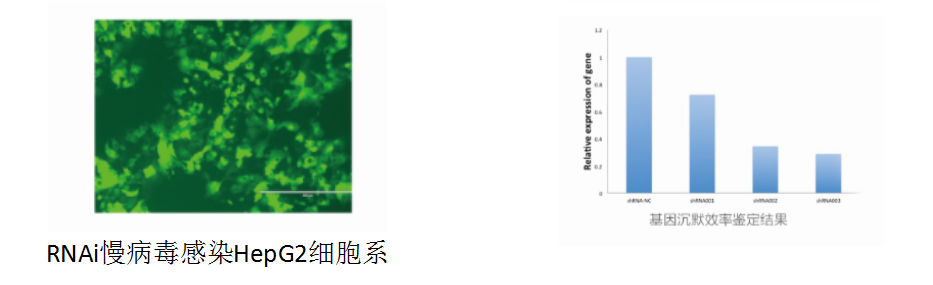 RNAi慢病毒感染HepG2细胞系
Relative expression of gene
1.2
1
0.8
0.6
0.4
0.2
0
shRNA-NC
shRNA001
shRNA002
shRNA003
基因沉默效率鉴定结果